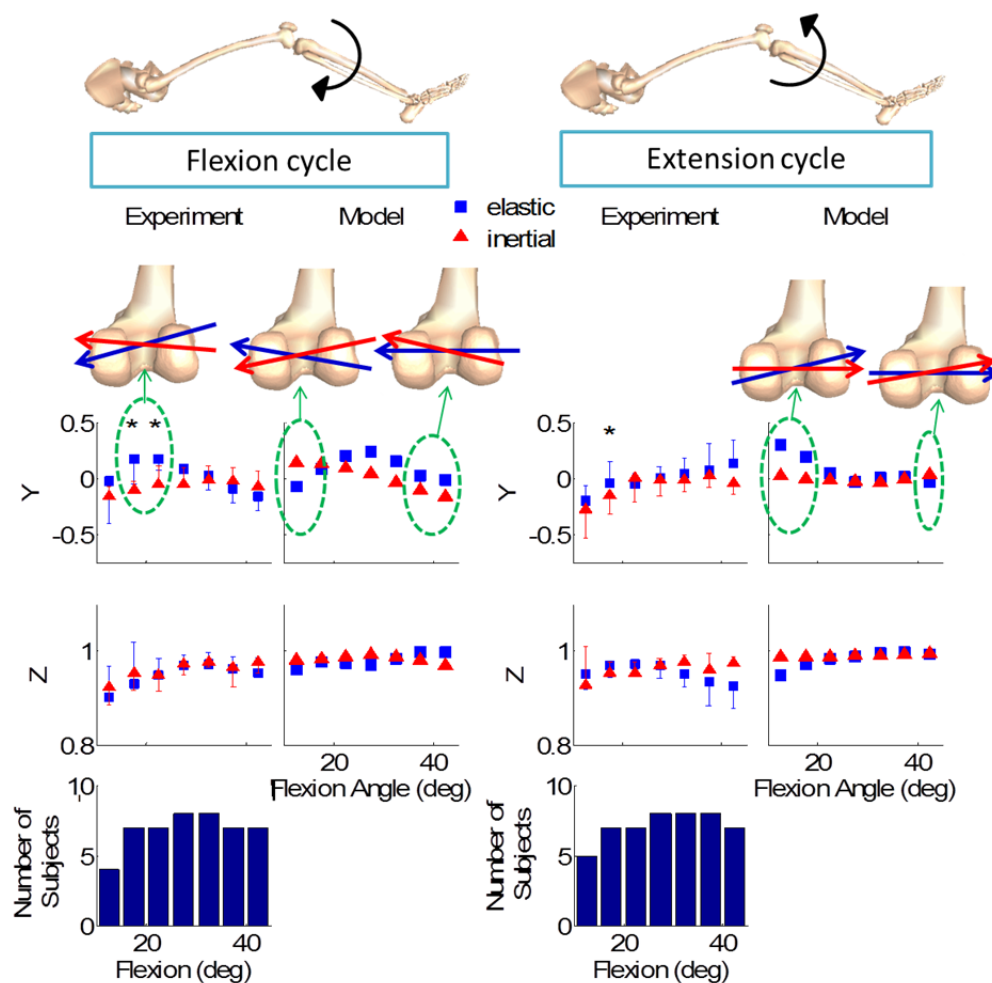 Flexion cycle
Extension cycle
Experiment
Model
elastic
inertial
Experiment
Model
* *
*
0.5
0
-0.5
Y
0.5
0
-0.5
Y
1
0.8
Z
20 40
Flexion Angle (deg)
1
0.8
Z
20 40
Flexion Angle (deg)
10
5
0
Number of
Subjects
20 40
Flexion (deg)
10
5
0
Number of
Subjects
20 40
Flexion (deg)